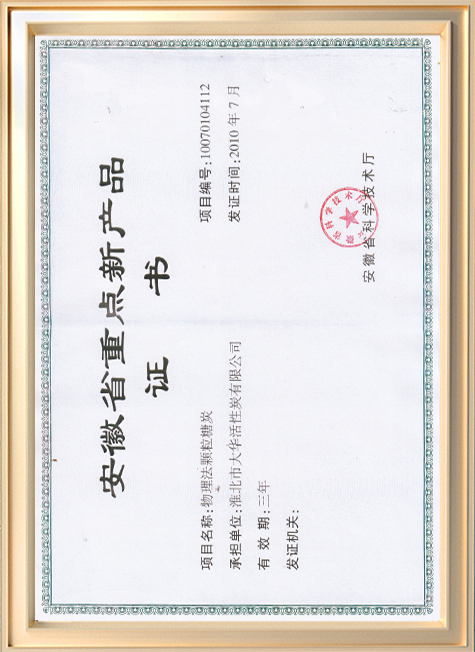 安徽省重点新产品
证书
项目名称:物理法颗粒糖炭
项目编号:10070104112
承担单位:淮北市大华活性炭有限公司
发证时间:2010 年 7 月
有 效 期:三年
发证机关:
安徽省科学技术厅